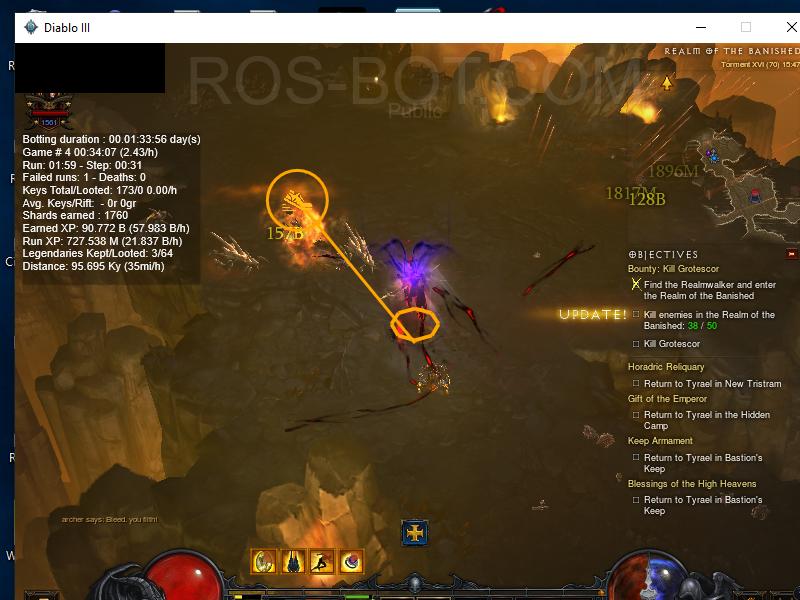 Diablo III
REALM OF THE BANISHED
Torment XVI (70) 15:47
ROS-BOT.COM
Public
1561
Botting duration : 00.01:33:56 day(s)
Game # 4 00:34:07 (2.43/h)
Run: 01:59 - Step: 00:31
Failed runs: 1 - Deaths: 0
Keys Total/Looted: 173/0 0.00/h
Avg. Keys/Rift: - 0r 0gr
Shards earned : 1760
Earned XP: 90.772 B (57.983 B/h)
Run XP: 727.538 M (21.837 B/h)
Legendaries Kept/Looted: 3/64
Distance: 95.695 Ky (35mi/h)
1896M
1817M
128B
157B
OBJECTIVES
Bounty: Kill Grotescor
Find the Realmwalker and enter
the Realm of the Banished
UPDATE!
Kill enemies in the Realm of the
Banished: 38 / 50
Kill Grotescor
Horadric Reliquary
Return to Tyrael in New Tristram
Gift of the Emperor
Return to Tyrael in the Hidden
Camp
Keep Armament
Return to Tyrael in Bastion's
Keep
Blessings of the High Heavens
Return to Tyrael in Bastion's
Keep
archer says: Bleed, you filth!